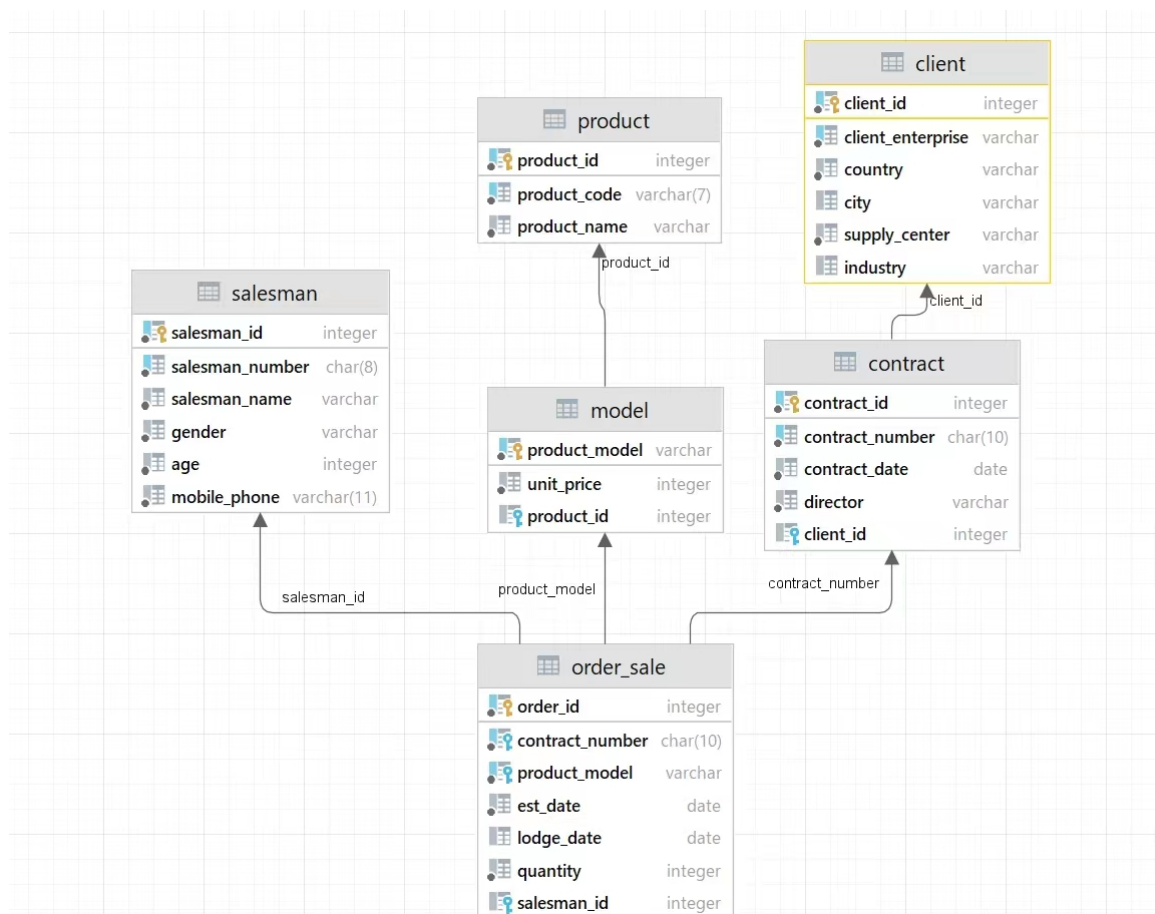 client
client_id integer
client_enterprise varchar
country varchar
city varchar
supply_center varchar
industry varchar
product
product_id integer
product_code varchar(7)
product_name varchar
product_id
client_id
salesman
salesman_id integer
salesman_number char(8)
salesman_name varchar
gender varchar
age integer
mobile_phone varchar(11)
model
product_model varchar
unit_price integer
product_id integer
contract
contract_id integer
contract_number char(10)
contract_date date
director varchar
client_id integer
salesman_id
product_model
contract_number
order_sale
order_id integer
contract_number char(10)
product_model varchar
est_date date
lodge_date date
quantity integer
salesman_id integer